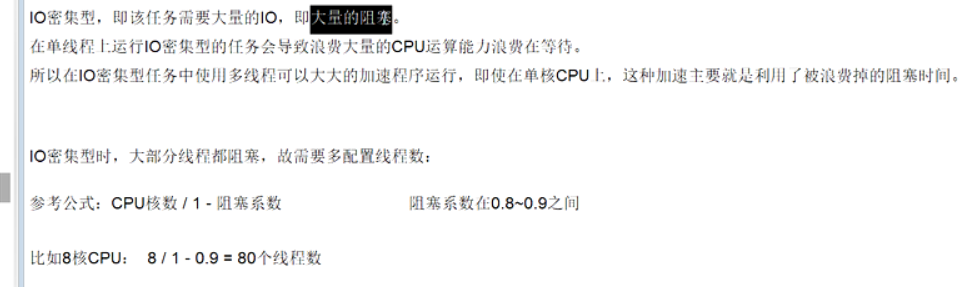 IO密集型，即该任务需要大量的IO，即大量的阻塞。
在单线程上运行IO密集型的任务会导致浪费大量的CPU运算能力浪费在等待。
所以在IO密集型任务中使用多线程可以大大的加速程序运行，即使在单核CPU上，这种加速主要就是利用了被浪费掉的阻塞时间。
IO密集型时，大部分线程都阻塞，故需要多配置线程数：
参考公式：CPU核数 / 1 - 阻塞系数 阻塞系数在0.8~0.9之间
比如8核CPU： 8 / 1 - 0.9 = 80个线程数